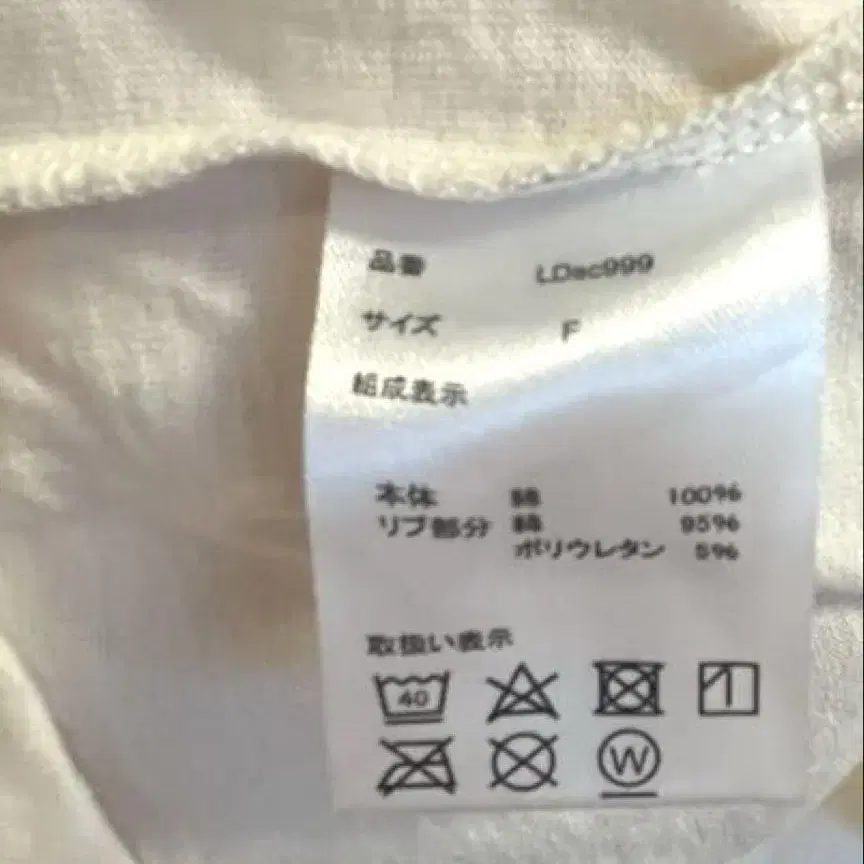 品番 LDac999
サイズ F
組成表示
本体 綿 100%
リブ部分 綿 95%
ポリウレタン 5%
取扱い表示
40
W